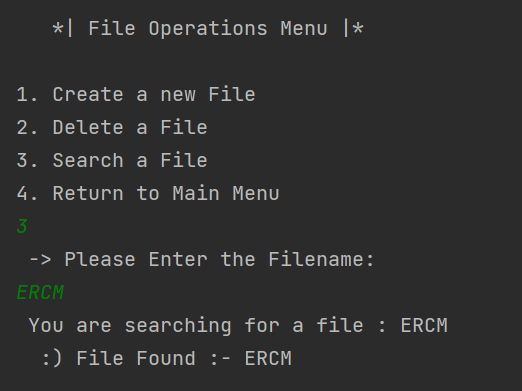 *| File Operations Menu |*
1. Create a new File
2. Delete a File
3. Search a File
4. Return to Main Menu
3
-> Please Enter the Filename:
ERCM
You are searching for a file : ERCM
:) File Found :- ERCM